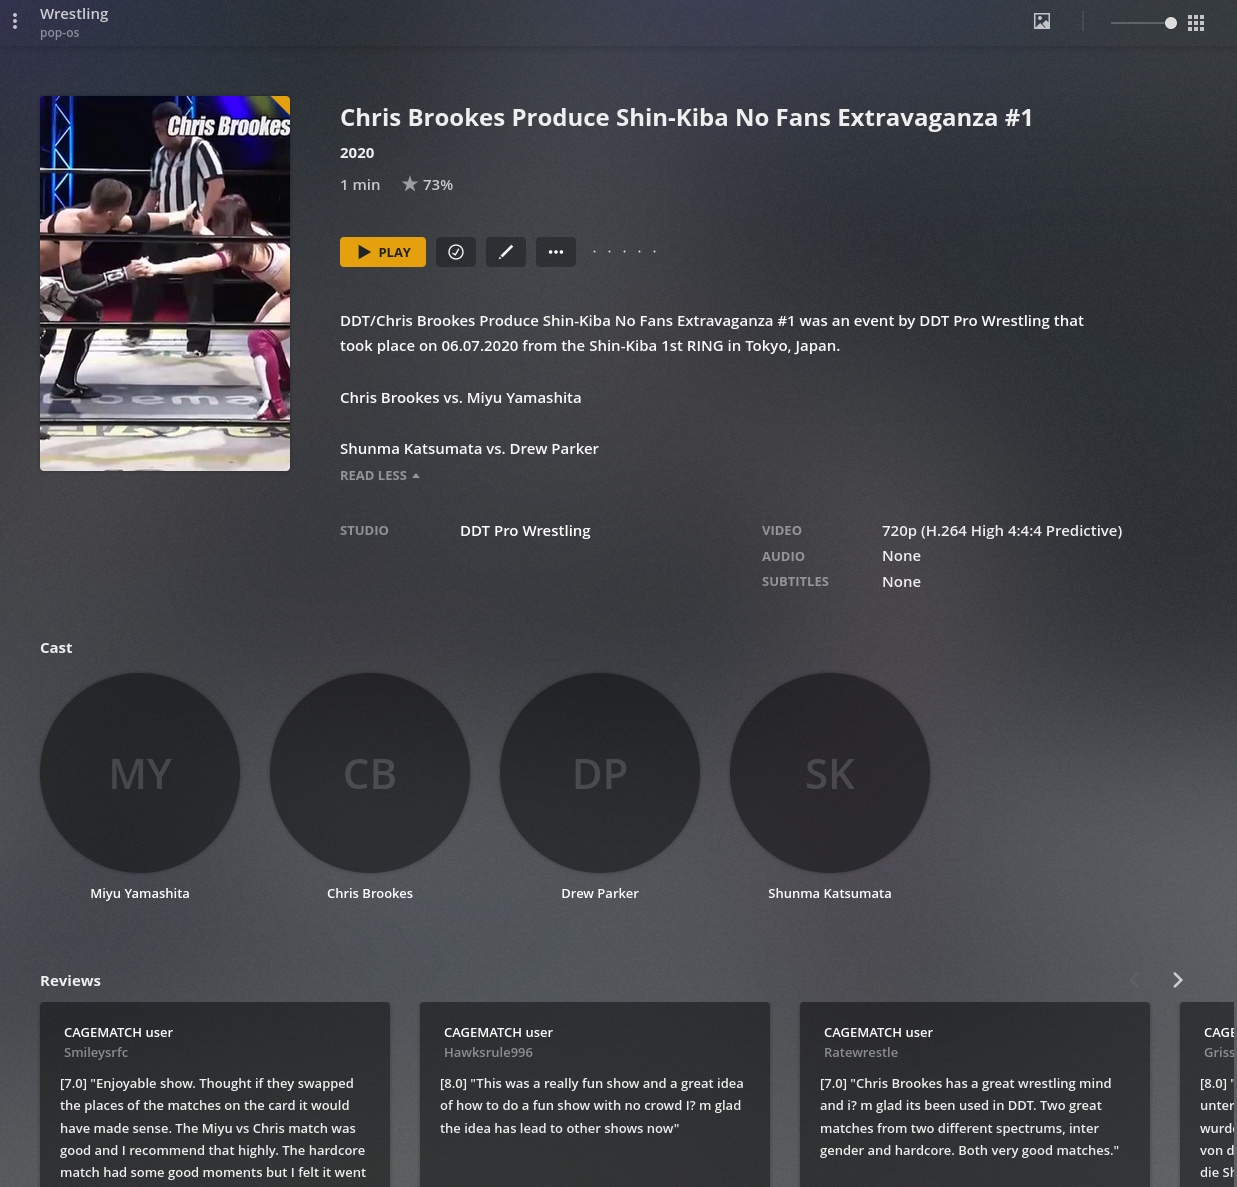 Wrestling
pop-os
Chris Brookes
Chris Brookes Produce Shin-Kiba No Fans Extravaganza #1
2020
1 min 73%
PLAY
DDT/Chris Brookes Produce Shin-Kiba No Fans Extravaganza #1 was an event by DDT Pro Wrestling that
took place on 06.07.2020 from the Shin-Kiba 1st RING in Tokyo, Japan.
Chris Brookes vs. Miyu Yamashita
Shunma Katsumata vs. Drew Parker
READ LESS
STUDIO DDT Pro Wrestling
VIDEO 720p (H.264 High 4:4:4 Predictive)
AUDIO None
SUBTITLES None
Cast
MY CB DP SK
Miyu Yamashita Chris Brookes Drew Parker Shunma Katsumata
Reviews
CAGEMATCH user
Smileysrfc
[7.0] "Enjoyable show. Thought if they swapped
the places of the matches on the card it would
have made sense. The Miyu vs Chris match was
good and I recommend that highly. The hardcore
match had some good moments but I felt it went
CAGEMATCH user
Hawksrule996
[8.0] "This was a really fun show and a great idea
of how to do a fun show with no crowd I? m glad
the idea has lead to other shows now"
CAGEMATCH user
Ratewrestle
[7.0] "Chris Brookes has a great wrestling mind
and i? m glad its been used in DDT. Two great
matches from two different spectrums, inter
gender and hardcore. Both very good matches."
CAGE
Griss
[8.0] "
unter
wurd
von d
die Sh